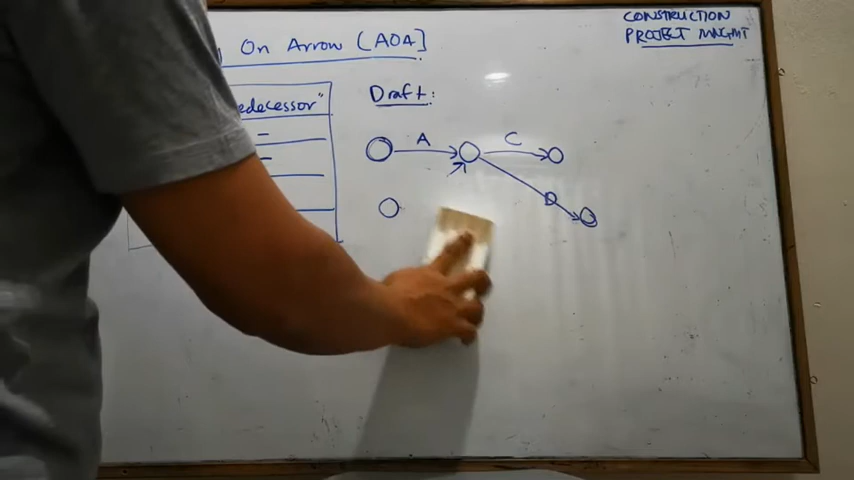 On Arrow (AOA)
CONSTRUCTION
PROJECT MNGMT
edecessor"
Draft:
-
-
A
C
D